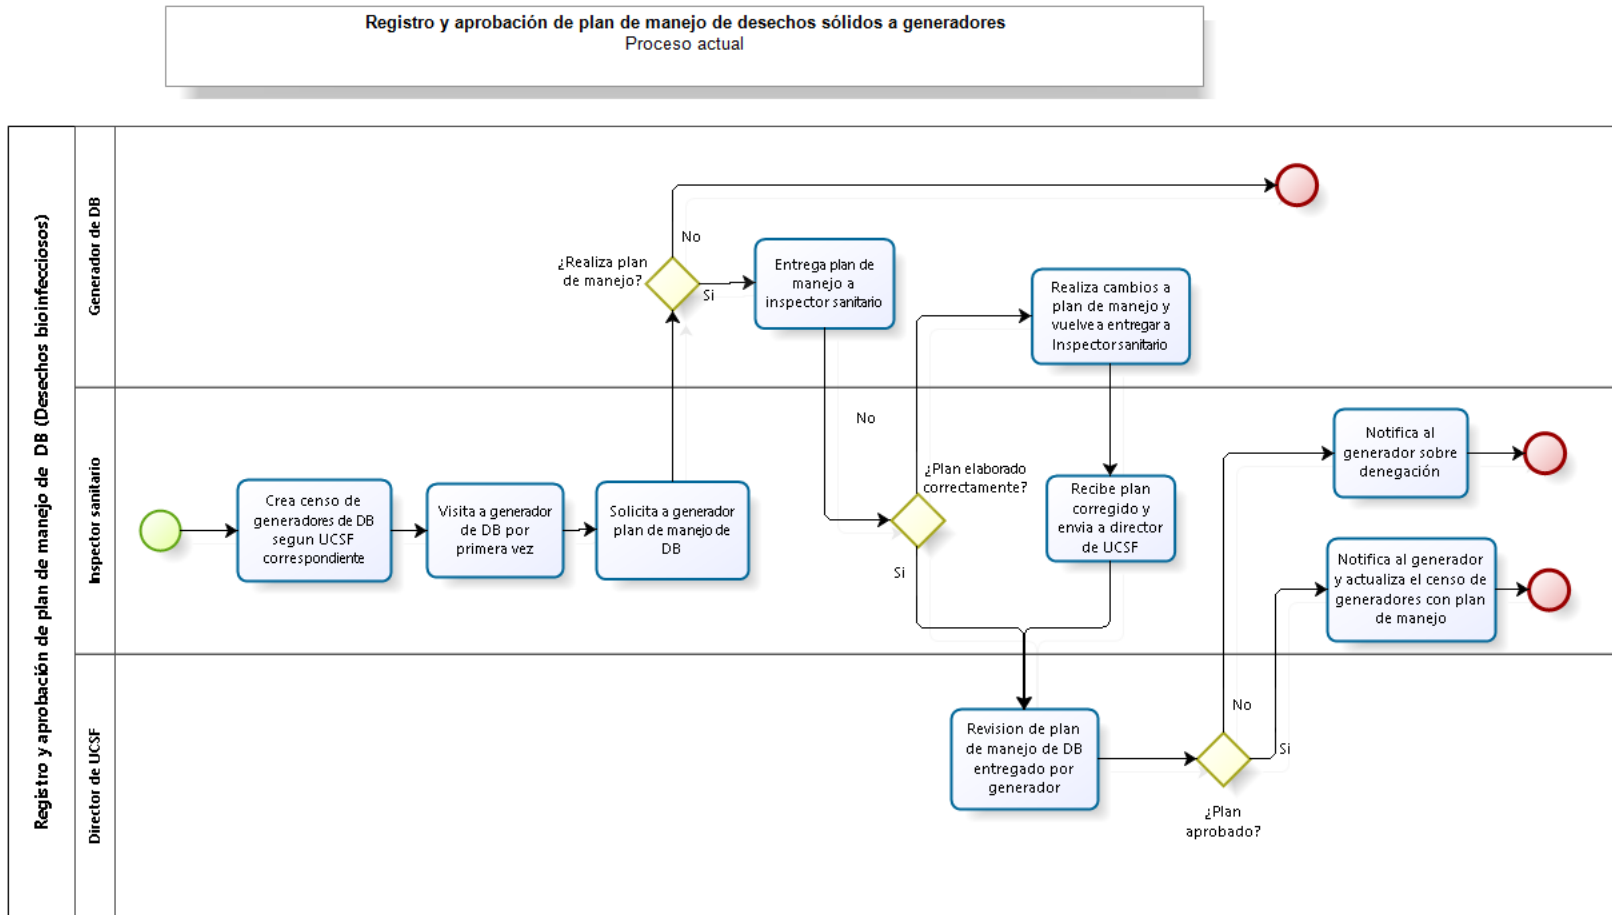 Registro y aprobación de plan de manejo de desechos sólidos a generadores
Proceso actual
Registro y aprobación de plan de manejo de DB (Desechos bioinfecciosos)
Generador de DB
¿Realiza plan
de manejo?
No
Si
Entrega plan de
manejo a
inspector sanitario
Realiza cambios a
plan de manejo y
vuelve a entregar a
Inspector sanitario
Inspector sanitario
Crea censo de
generadores de DB
segun UCSF
correspondiente
Visita a generador
de DB por
primera vez
Solicita a generador
plan de manejo de
DB
No
¿Plan elaborado
correctamente?
Si
Recibe plan
corregido y
envia a director
de UCSF
Notifica al
generador sobre
denegación
Notifica al generador
y actualiza el censo de
generadores con plan
de manejo
Director de UCSF
Revision de plan
de manejo de DB
entregado por
generador
No
Si
¿Plan
aprobado?